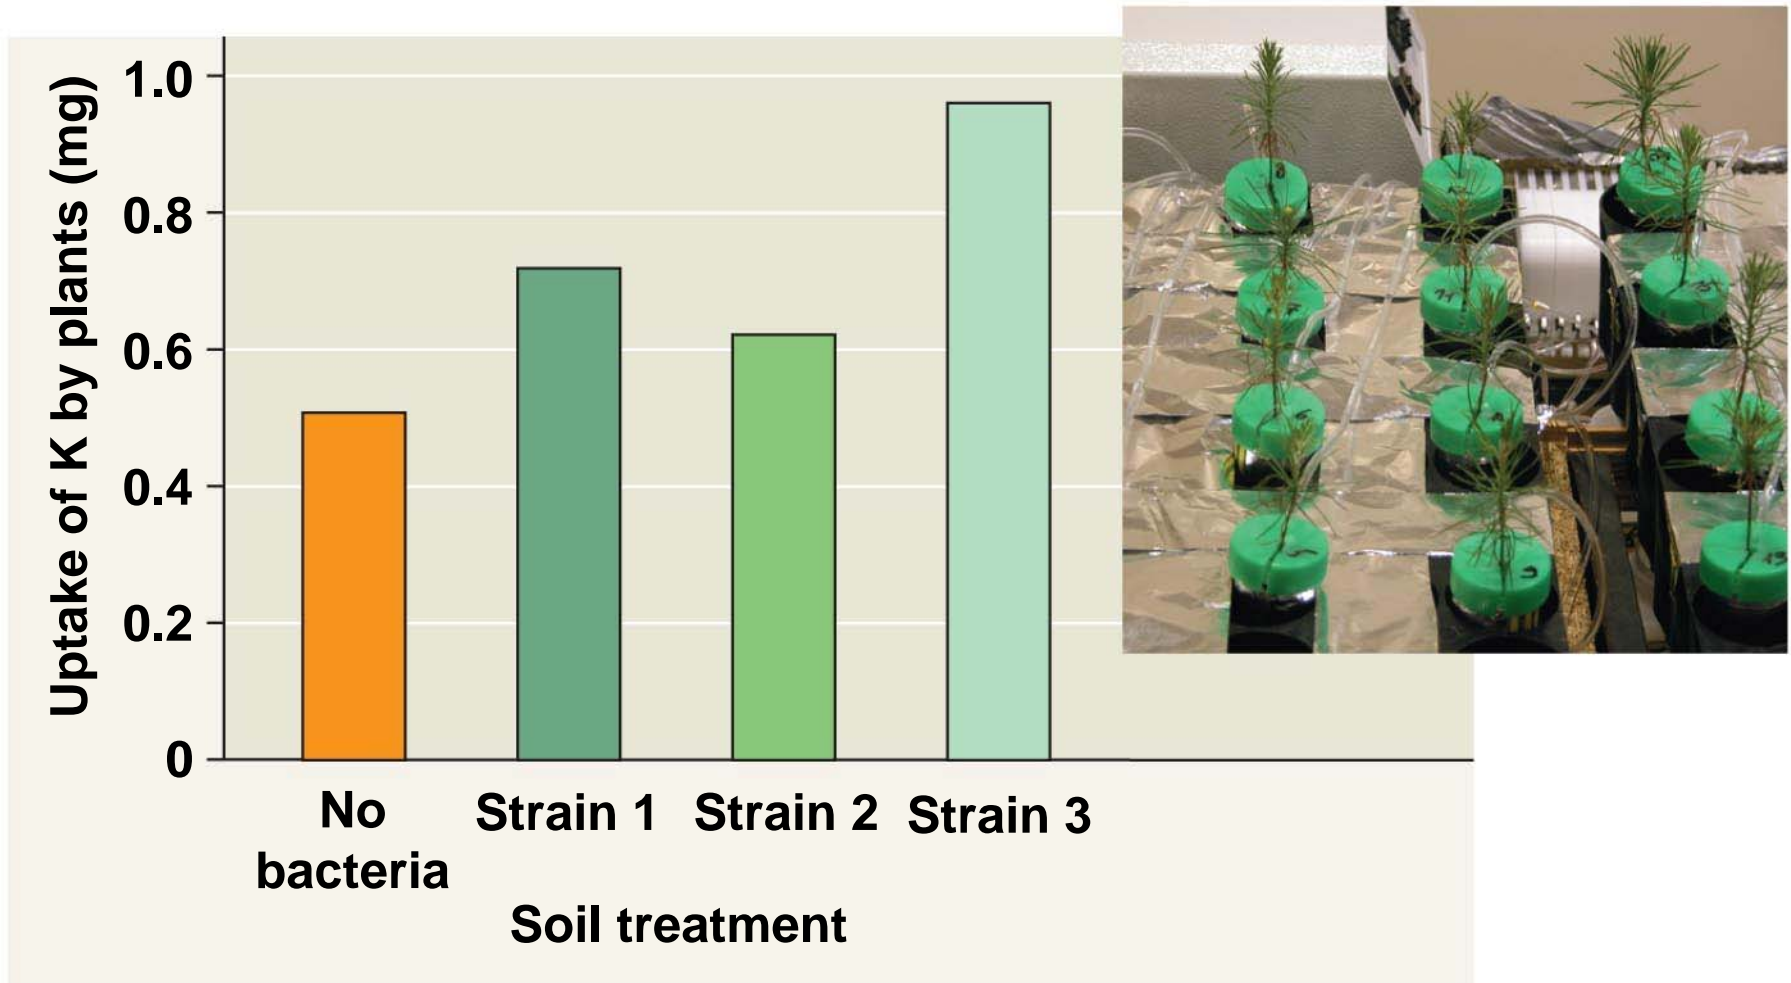 Uptake of K by plants (mg)
1.0
0.8
0.6
0.4
0.2
0
No
bacteria
Strain 1
Strain 2
Strain 3
Soil treatment